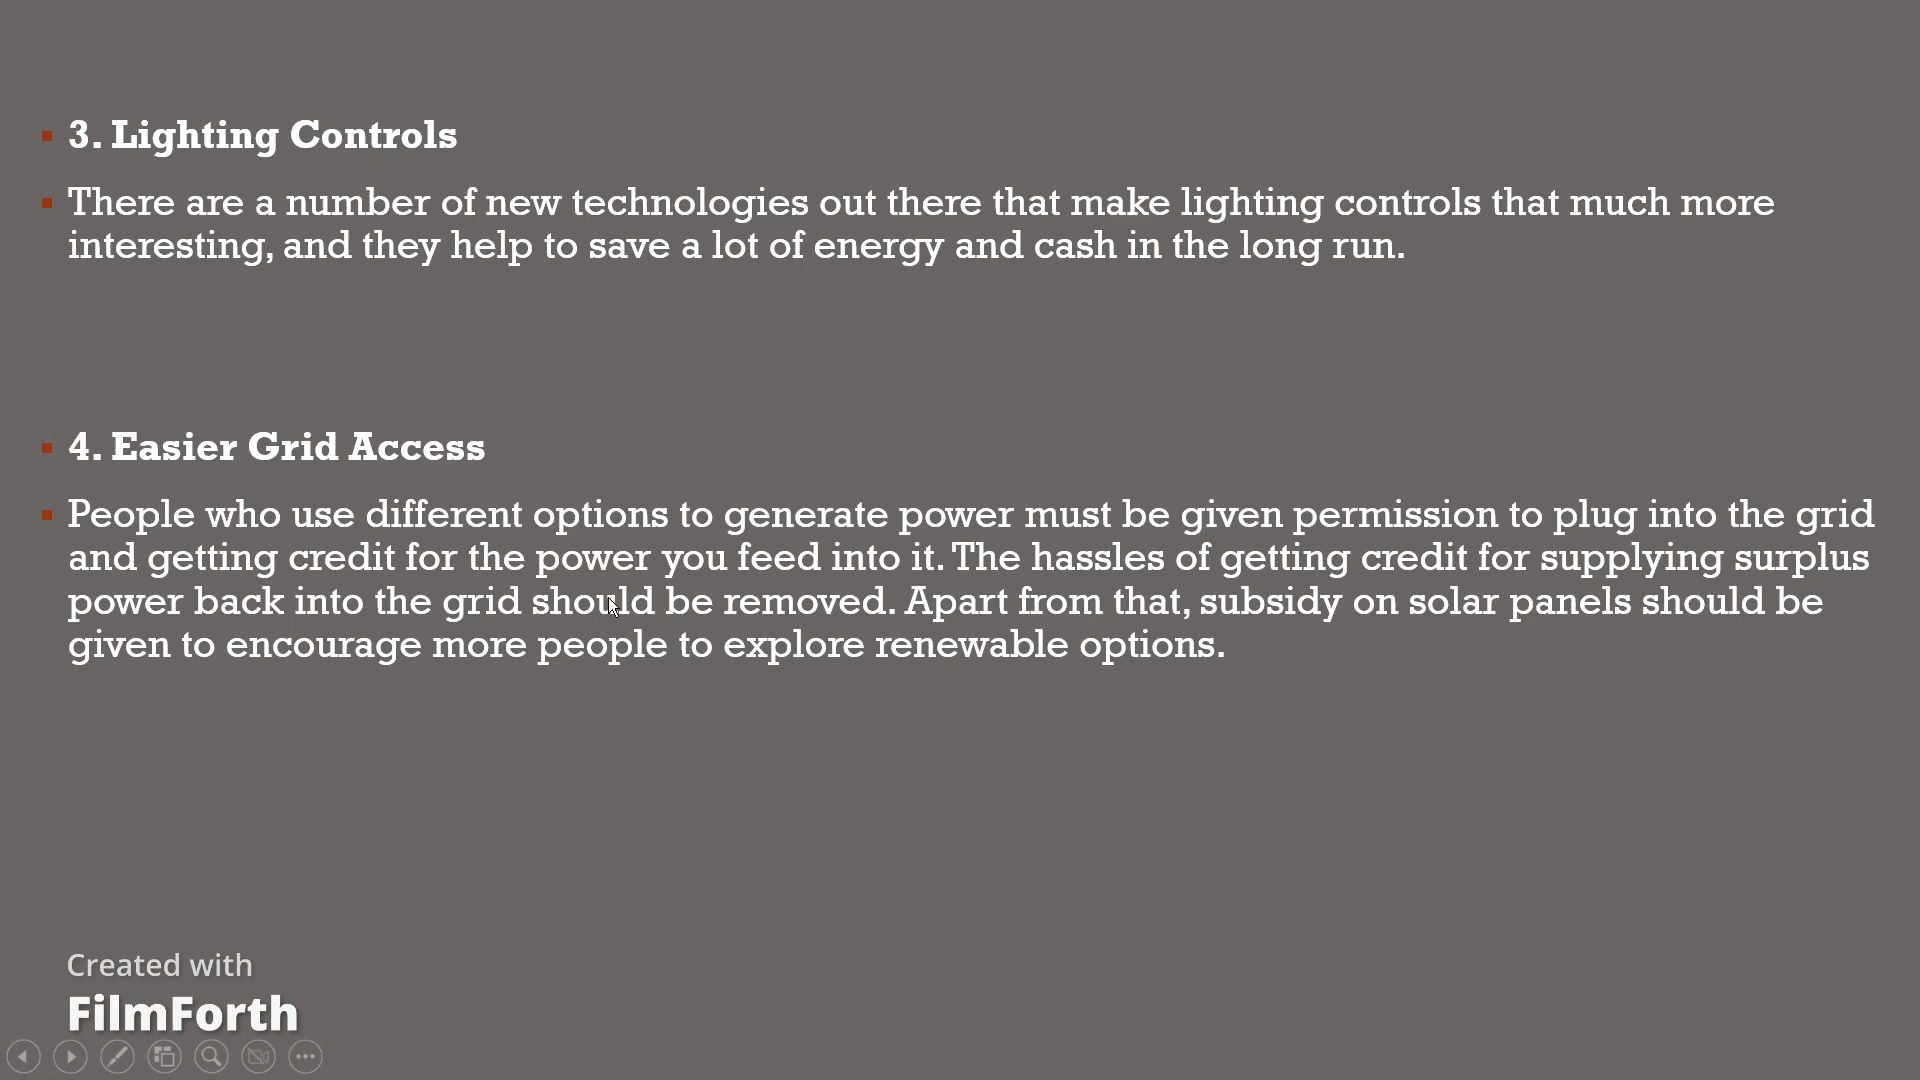 3. Lighting Controls
There are a number of new technologies out there that make lighting controls that much more
interesting, and they help to save a lot of energy and cash in the long run.
4. Easier Grid Access
People who use different options to generate power must be given permission to plug into the grid
and getting credit for the power you feed into it. The hassles of getting credit for supplying surplus
power back into the grid should be removed. Apart from that, subsidy on solar panels should be
given to encourage more people to explore renewable options.
Created with
FilmForth